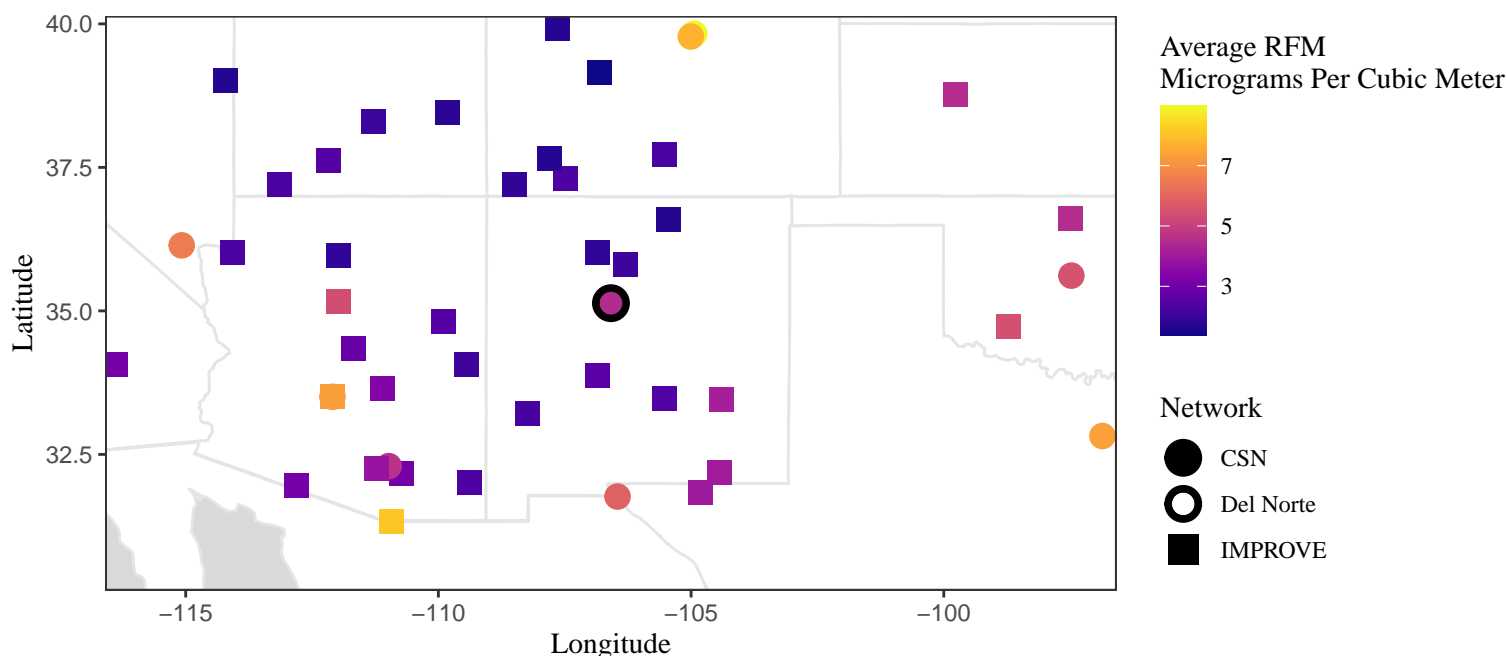 40.0
37.5
35.0
32.5
Latitude
−115
−110
−105
−100
Longitude
Average RFM
Micrograms Per Cubic Meter
7
5
3
Network
CSN
Del Norte
IMPROVE